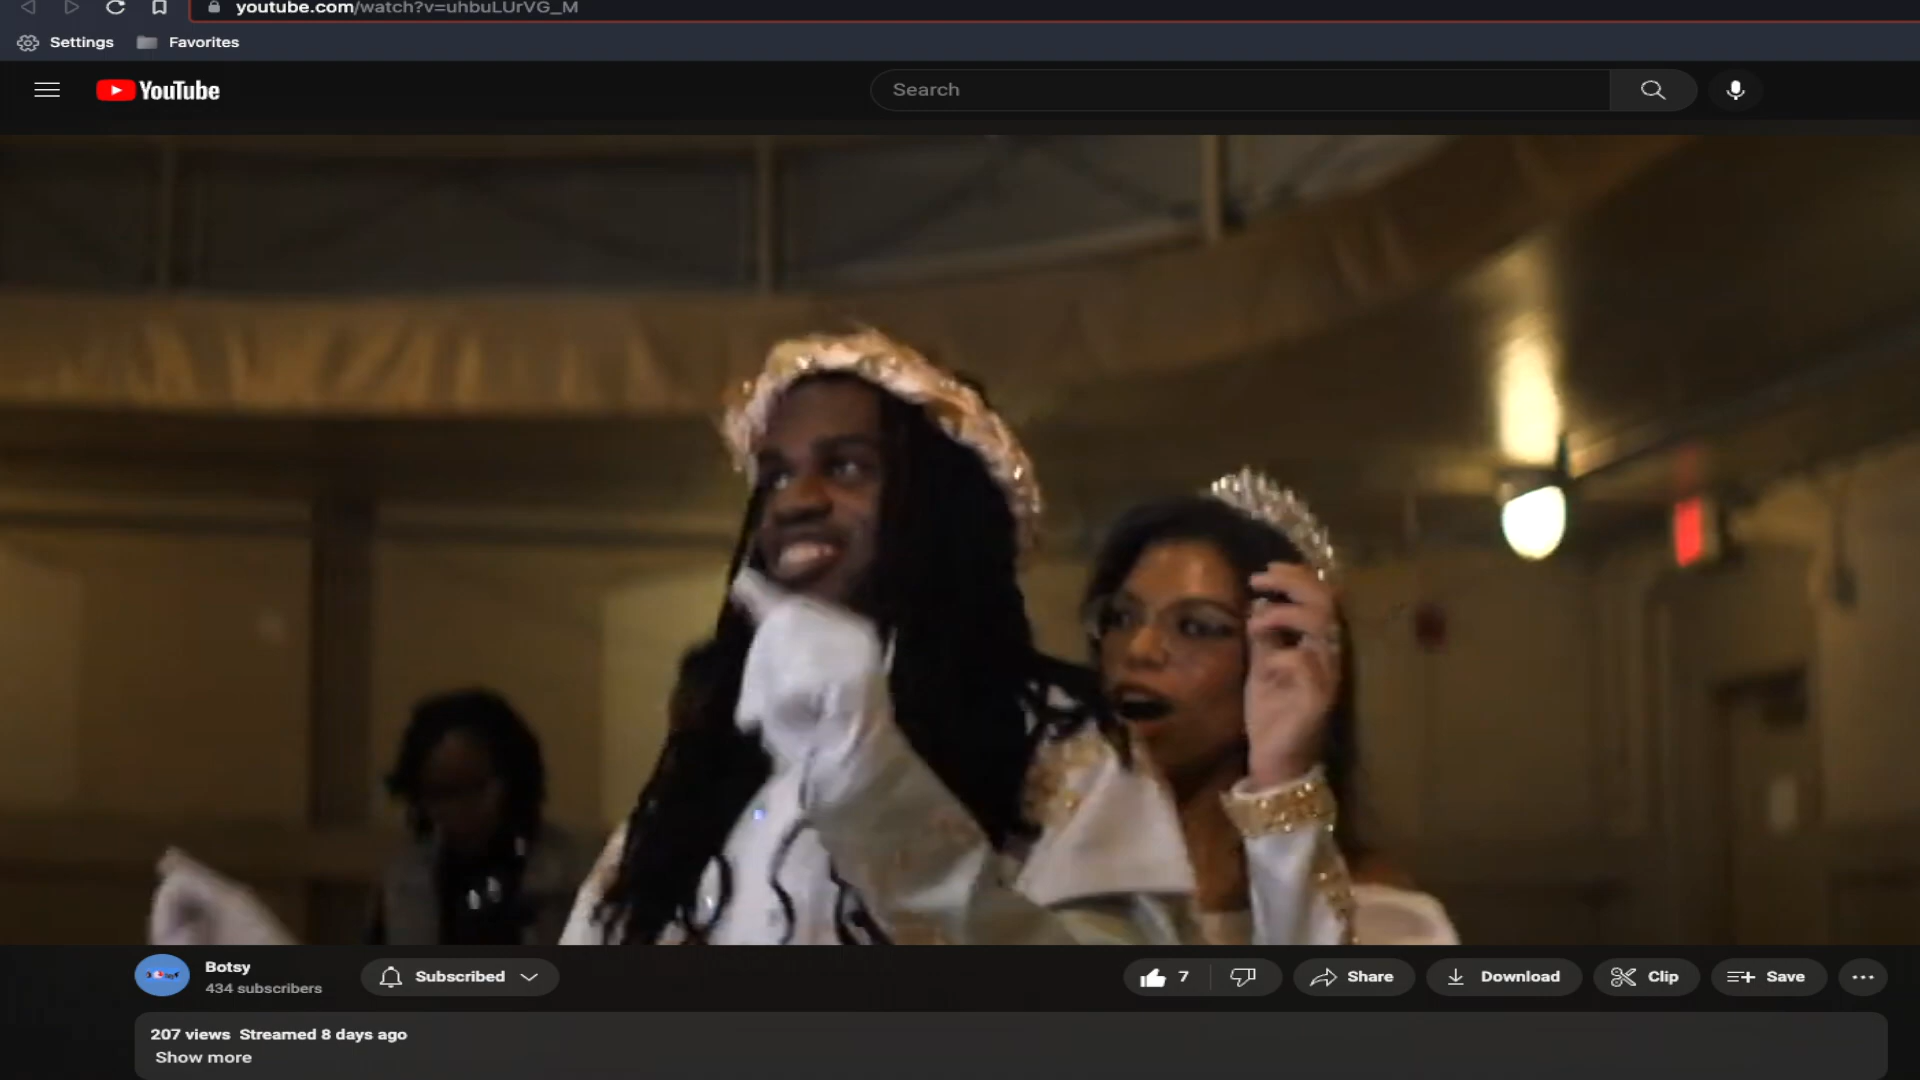 youtube.com/watch?v=uhbuLUrVG_M
Settings
Favorites
YouTube
Search
Botsy
434 subscribers
Subscribed
7
Share
Download
Clip
Save
207 views Streamed 8 days ago
Show more